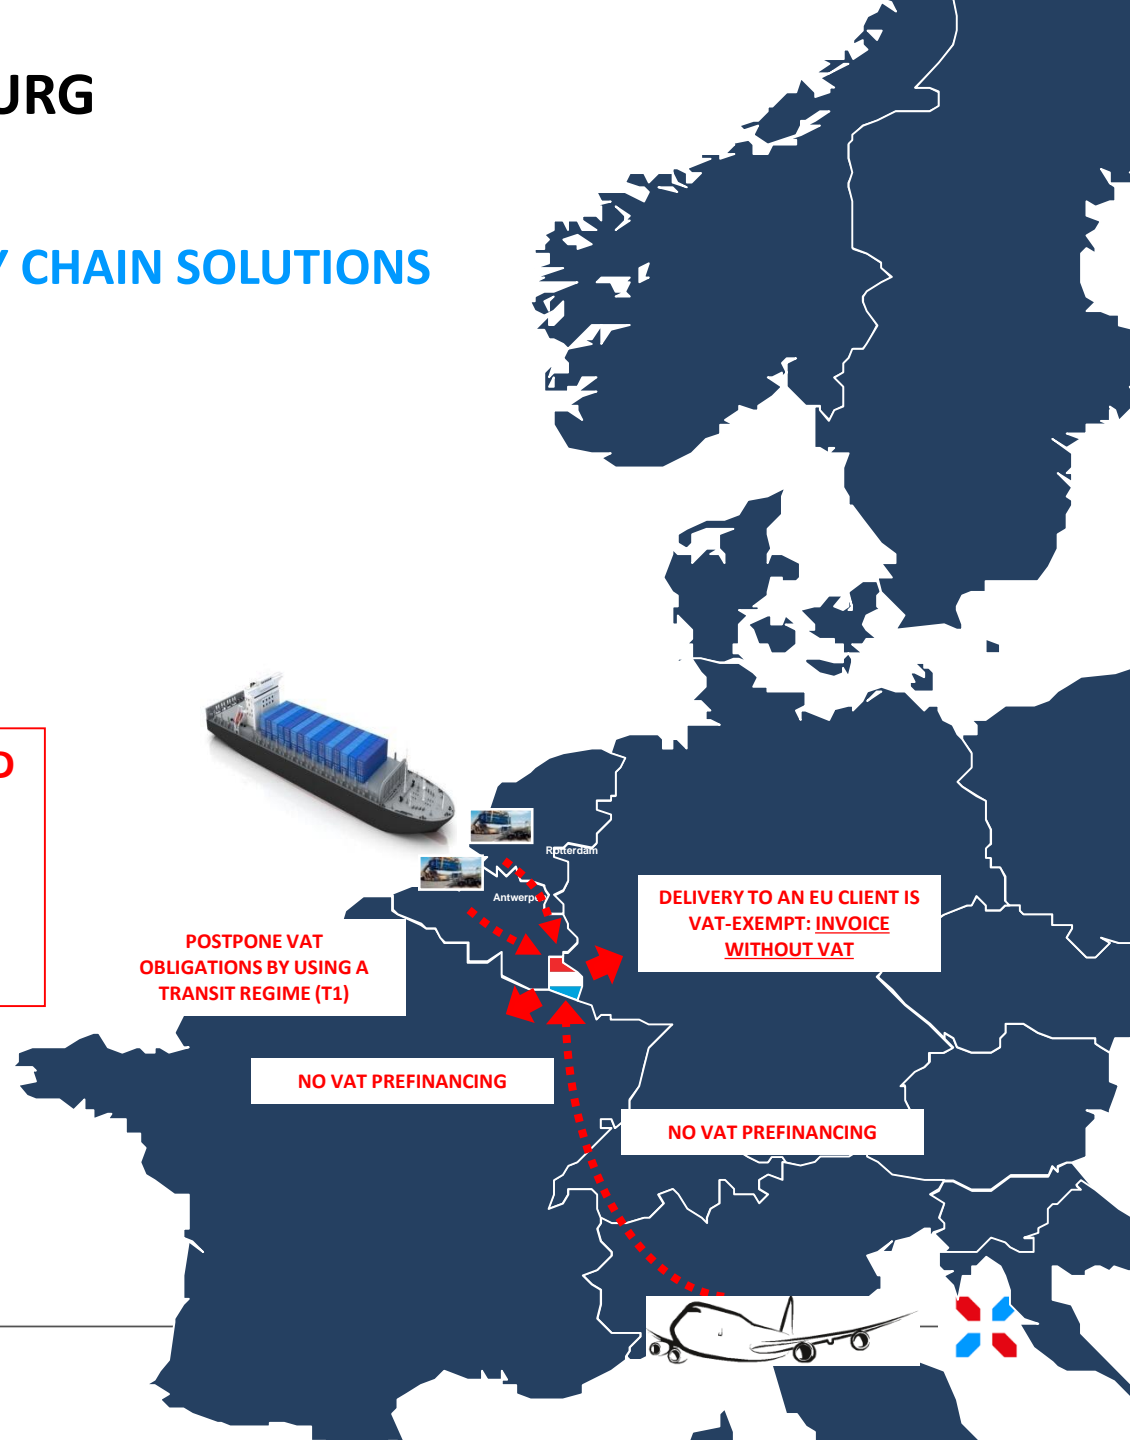 URG
Y CHAIN SOLUTIONS
D
Rotterdam
Antwerpe
DELIVERY TO AN EU CLIENT IS
VAT-EXEMPT: INVOICE
WITHOUT VAT
POSTPONE VAT
OBLIGATIONS BY USING A
TRANSIT REGIME (T1)
NO VAT PREFINANCING
NO VAT PREFINANCING